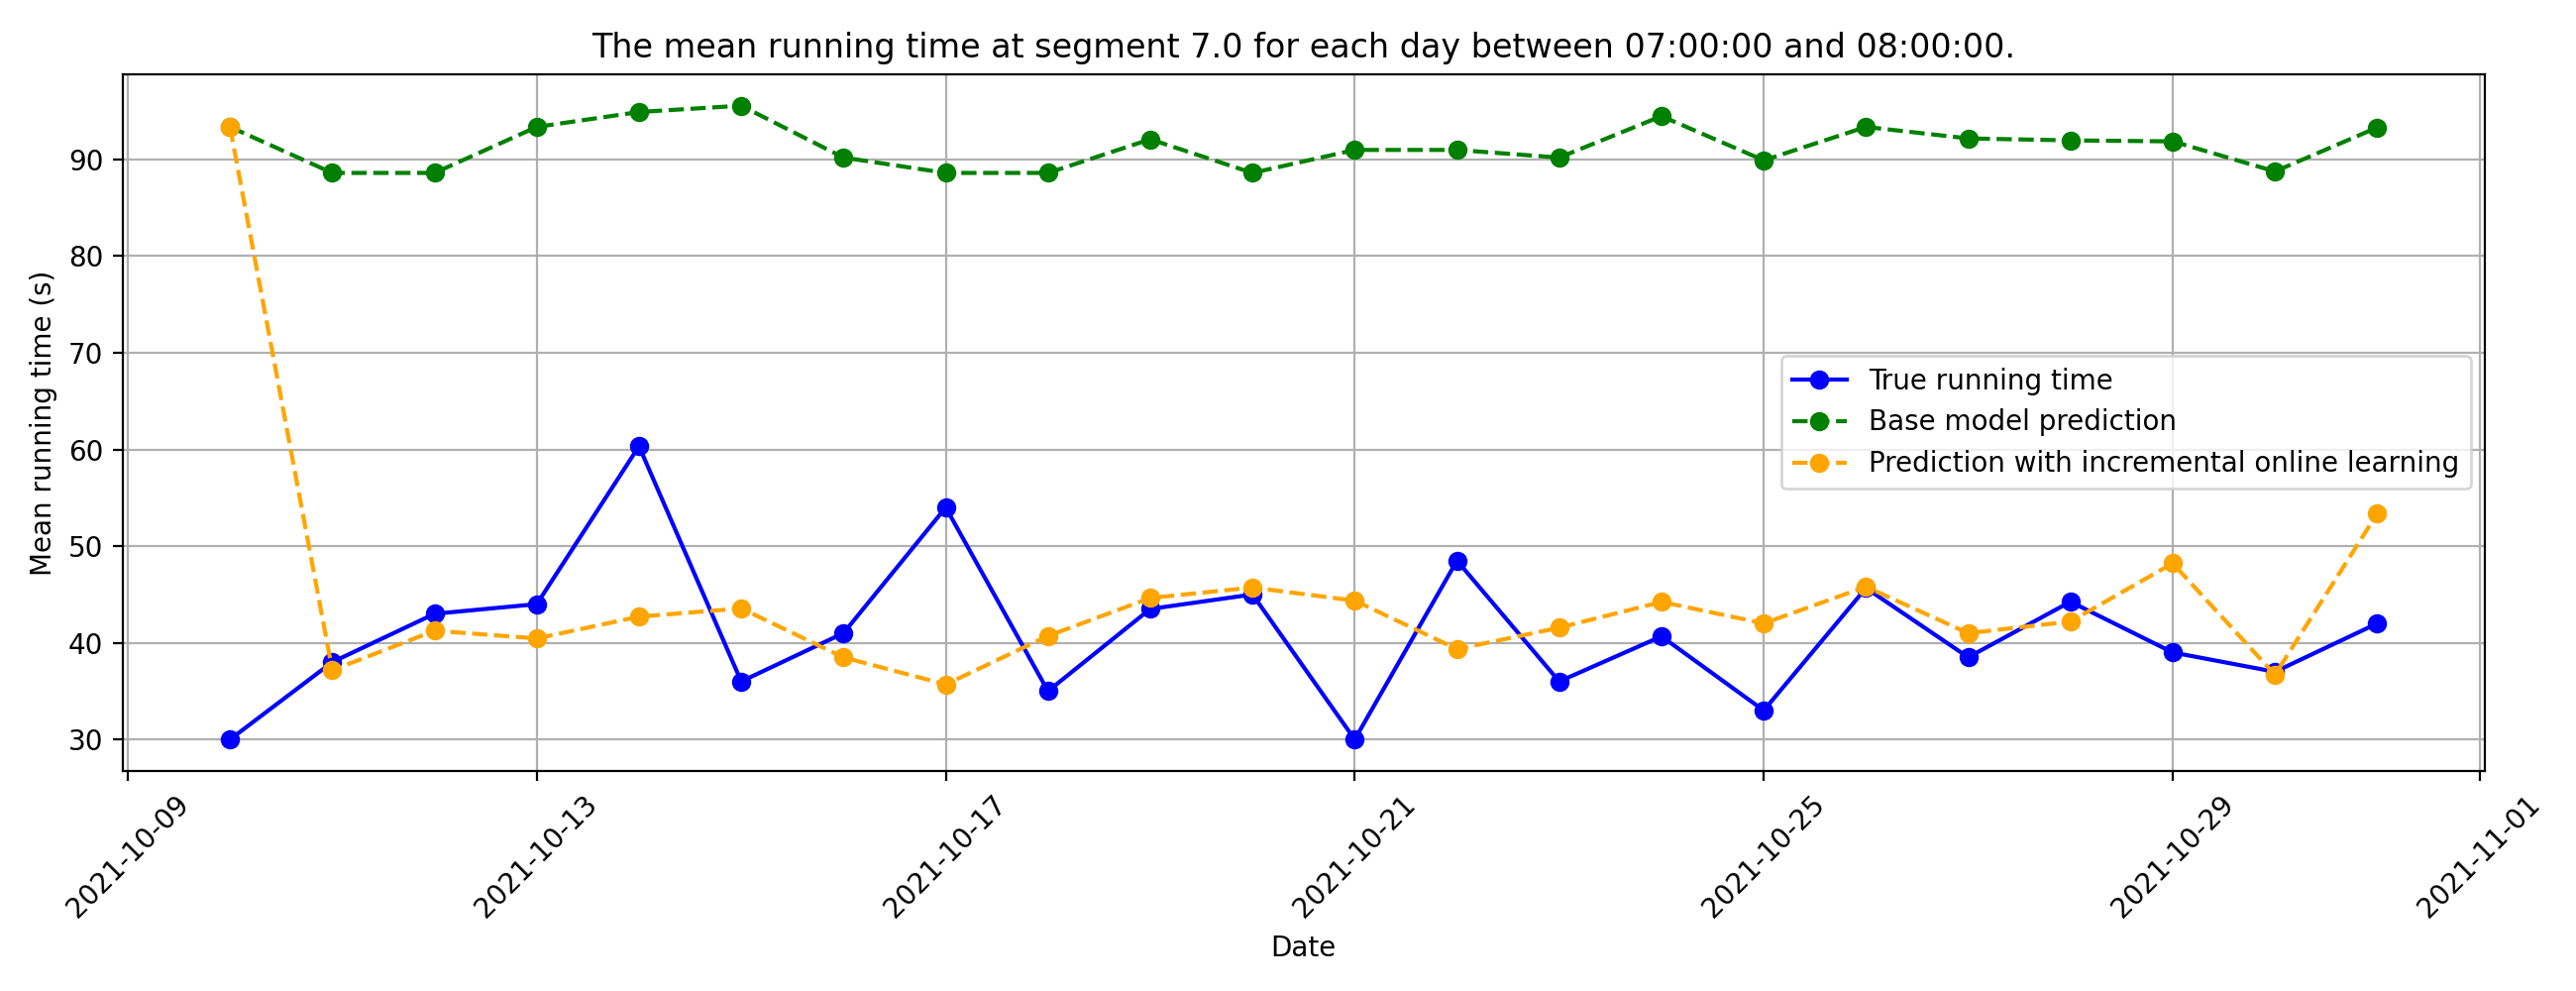 The mean running time at segment 7.0 for each day between 07:00:00 and 08:00:00.
Mean running time (s)
90
80
70
60
50
40
30
True running time
Base model prediction
Prediction with incremental online learning
2021-10-09
2021-10-13
2021-10-17
2021-10-21
2021-10-25
2021-10-29
2021-11-01
Date